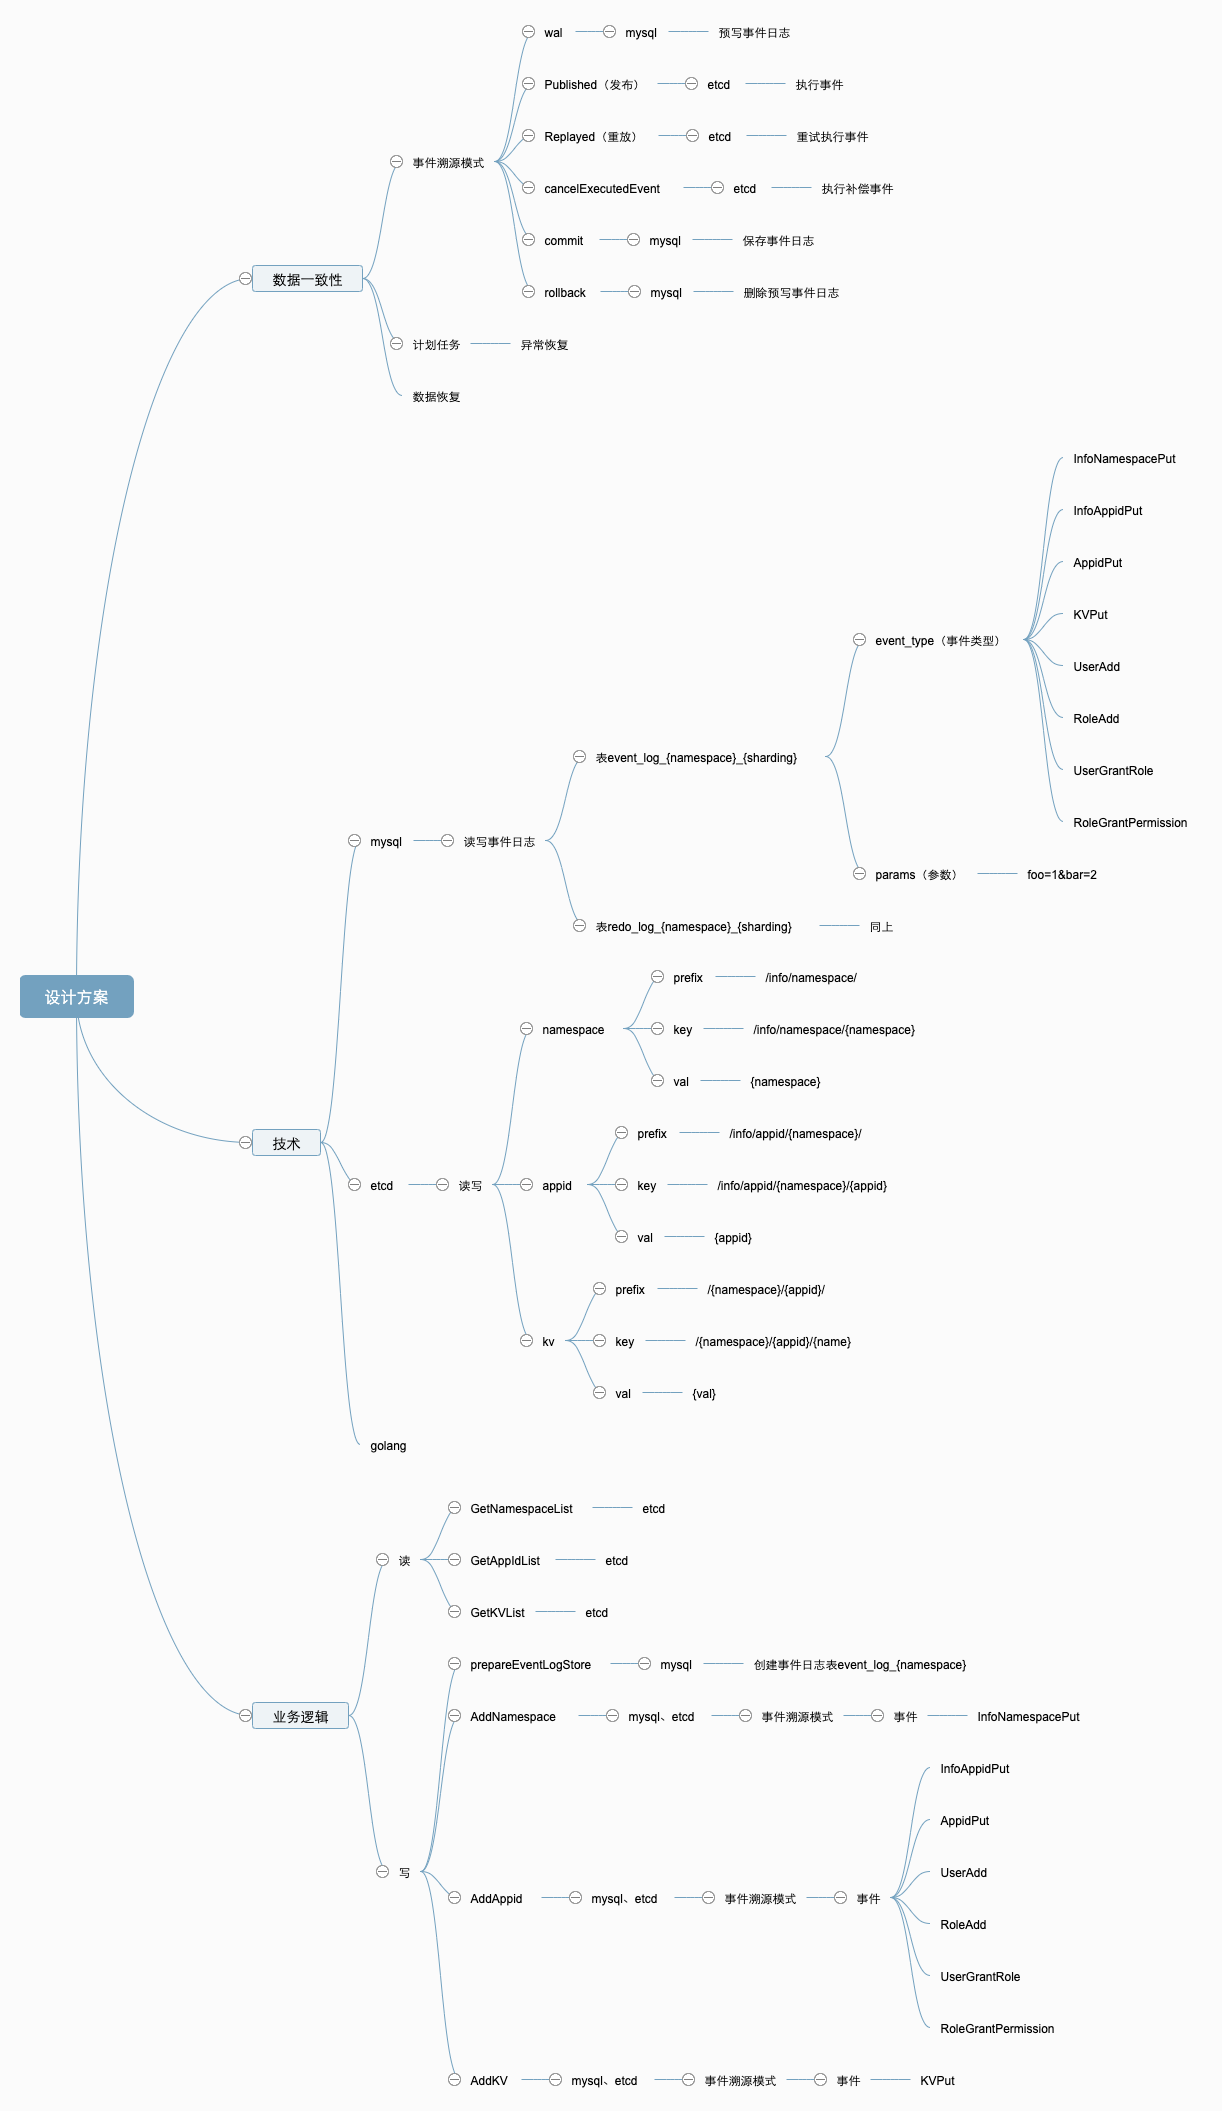 wal mysql 预写事件日志
Published（发布） etcd 执行事件
Replayed（重放） etcd 重试执行事件
事件溯源模式
cancelExecutedEvent etcd 执行补偿事件
commit mysql 保存事件日志
数据一致性
rollback mysql 删除预写事件日志
计划任务 异常恢复
数据恢复
InfoNamespacePut
InfoAppidPut
AppidPut
KVPut
event_type（事件类型）
UserAdd
RoleAdd
表event_log_{namespace}_{sharding}
UserGrantRole
RoleGrantPermission
mysql 读写事件日志
params（参数） foo=1&bar=2
表redo_log_{namespace}_{sharding} 同上
prefix /info/namespace/
设计方案
namespace key /info/namespace/{namespace}
val {namespace}
prefix /info/appid/{namespace}/
技术
etcd 读写 appid key /info/appid/{namespace}/{appid}
val {appid}
prefix /{namespace}/{appid}/
kv key /{namespace}/{appid}/{name}
val {val}
golang
GetNamespaceList etcd
读 GetAppIdList etcd
GetKVList etcd
prepareEventLogStore mysql 创建事件日志表event_log_{namespace}
业务逻辑
AddNamespace mysql、etcd 事件溯源模式 事件 InfoNamespacePut
InfoAppidPut
AppidPut
写
UserAdd
AddAppid mysql、etcd 事件溯源模式 事件
RoleAdd
UserGrantRole
RoleGrantPermission
AddKV mysql、etcd 事件溯源模式 事件 KVPut